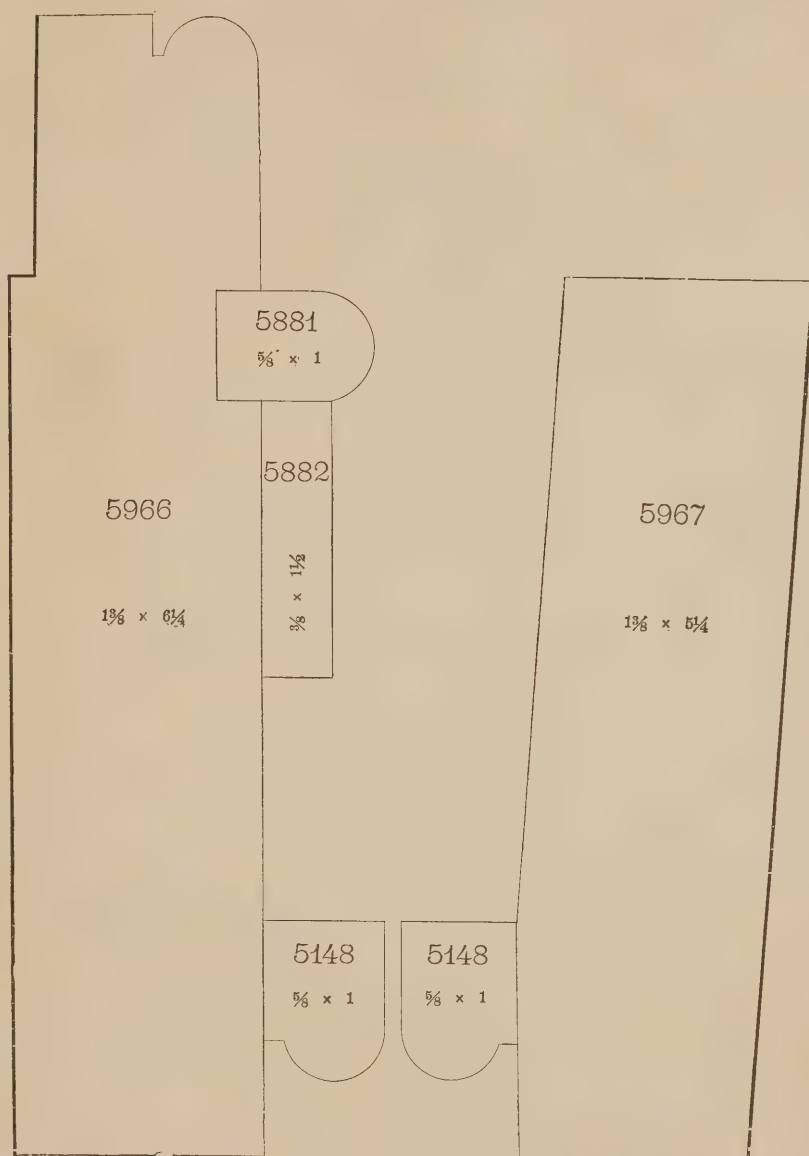 5881
⅝ × 1
5882
⅜ × 1½
5966
1⅜ × 6¼
5967
1⅜ × 5¼
5148
⅝ × 1
5148
⅝ × 1